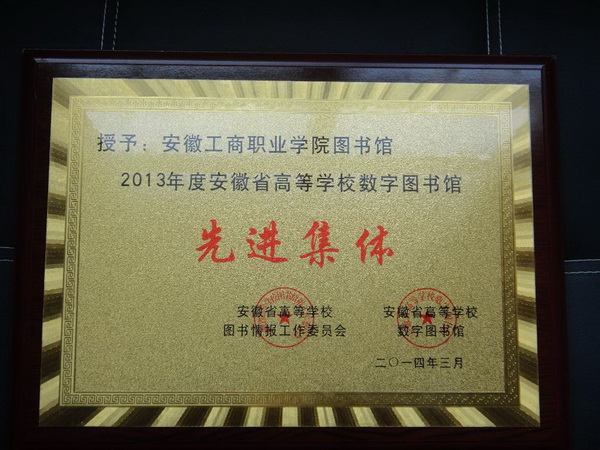 授予：安徽工商职业学院图书馆
2013年度安徽省高等学校数字图书馆
先进集体
安徽省高等学校
图书情报工作委员会
安徽省高等学校
数字图书馆
二〇一四年三月